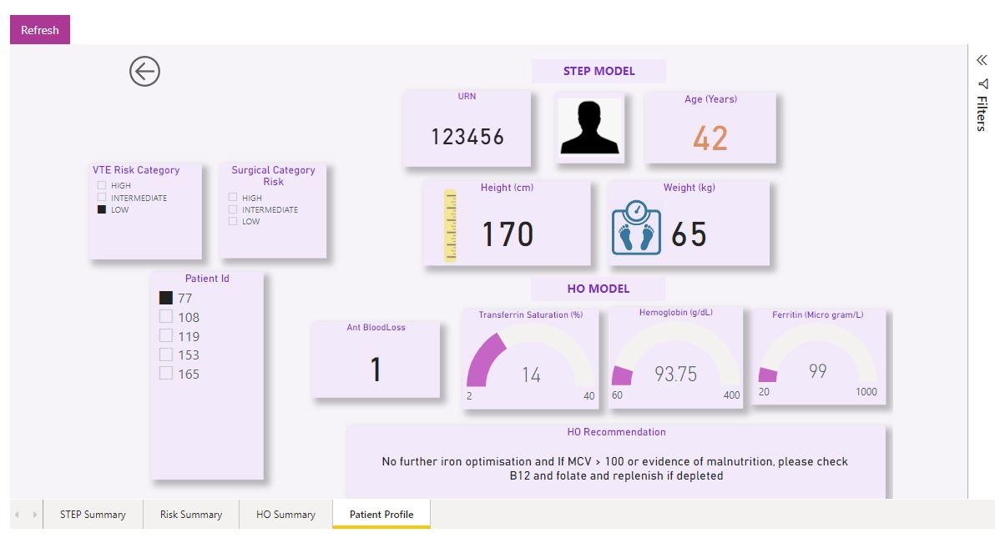 Refresh
STEP MODEL
URN
123456
Age (Years)
42
VTE Risk Category
HIGH
INTERMEDIATE
LOW
Surgical Category
Risk
HIGH
INTERMEDIATE
LOW
Height (cm)
170
Weight (kg)
65
Patient Id
77
108
119
153
165
HO MODEL
Ant BloodLoss
1
Transferrin Saturation (%)
14
2
40
Hemoglobin (g/dL)
93.75
60
400
Ferritin (Micro gram/L)
99
20
1000
HO Recommendation
No further iron optimisation and If MCV > 100 or evidence of malnutrition, please check
B12 and folate and replenish if depleted
Filters
STEP Summary
Risk Summary
HO Summary
Patient Profile